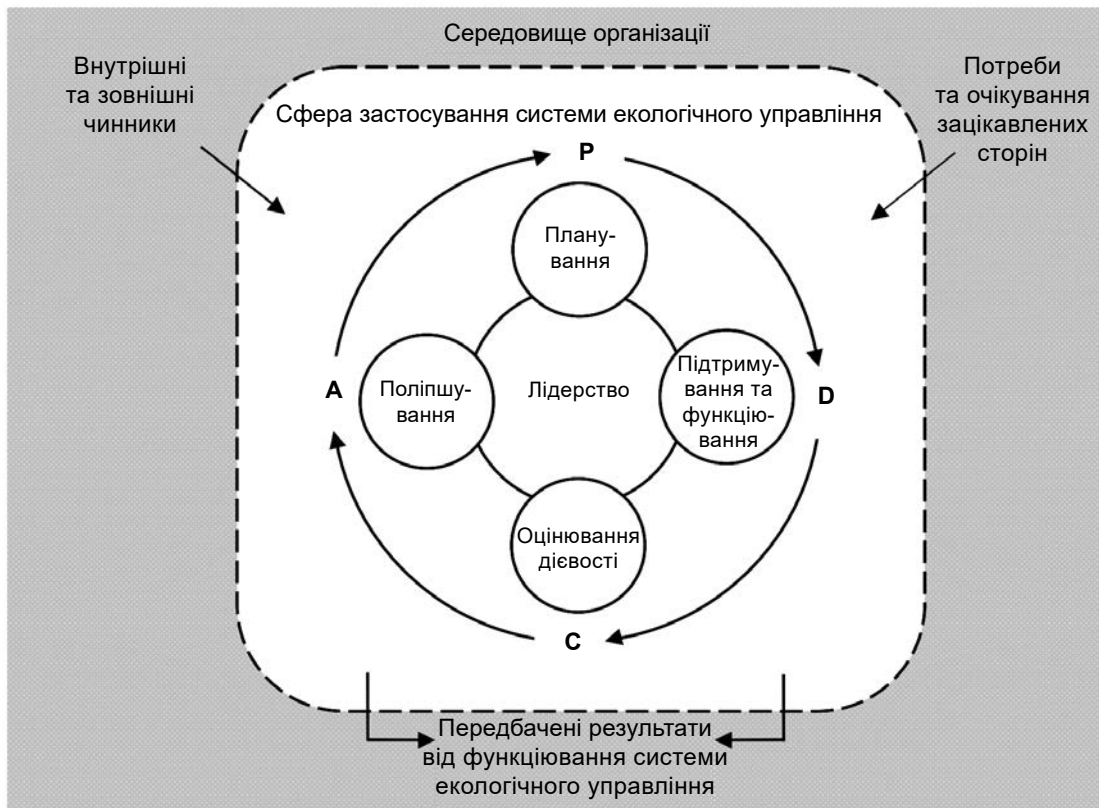 Середовище організації
Внутрішні
та зовнішні
чинники
Потреби
та очікування
зацікавлених
сторін
Сфера застосування системи екологічного управління
P
Плану-
вання
A
Поліпшу-
вання
Лідерство
Підтриму-
вання та
функцію-
вання
D
Оцінювання
дієвості
C
Передбачені результати
від функціювання системи
екологічного управління